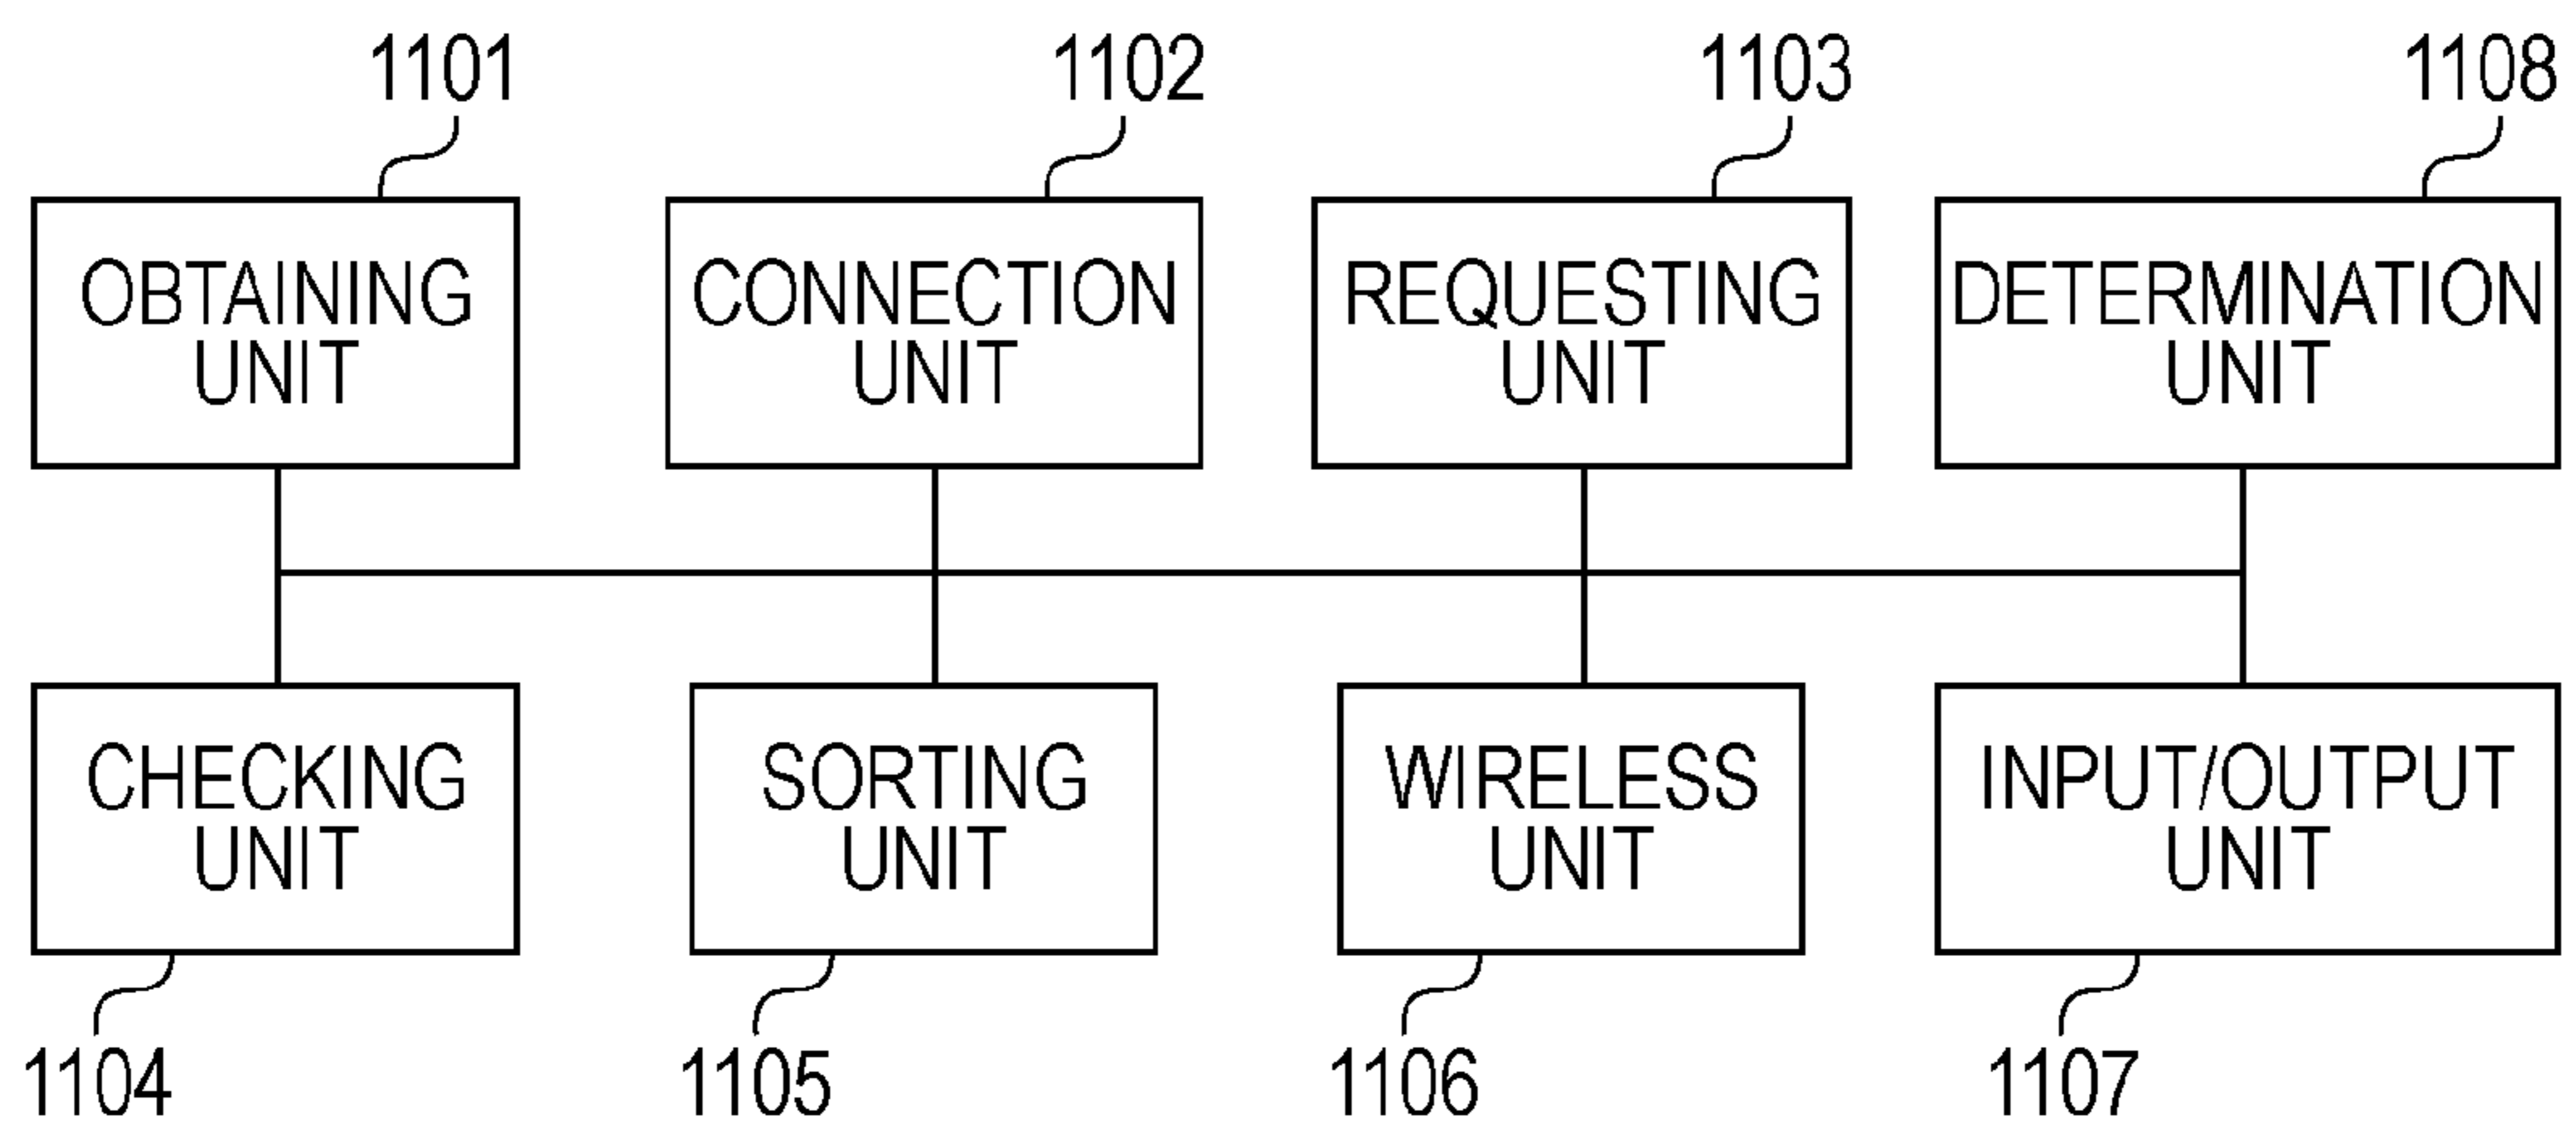 1101
1102
1103
1108
OBTAINING
UNIT
CONNECTION
UNIT
REQUESTING
UNIT
DETERMINATION
UNIT
CHECKING
UNIT
SORTING
UNIT
WIRELESS
UNIT
INPUT/OUTPUT
UNIT
1104
1105
1106
1107